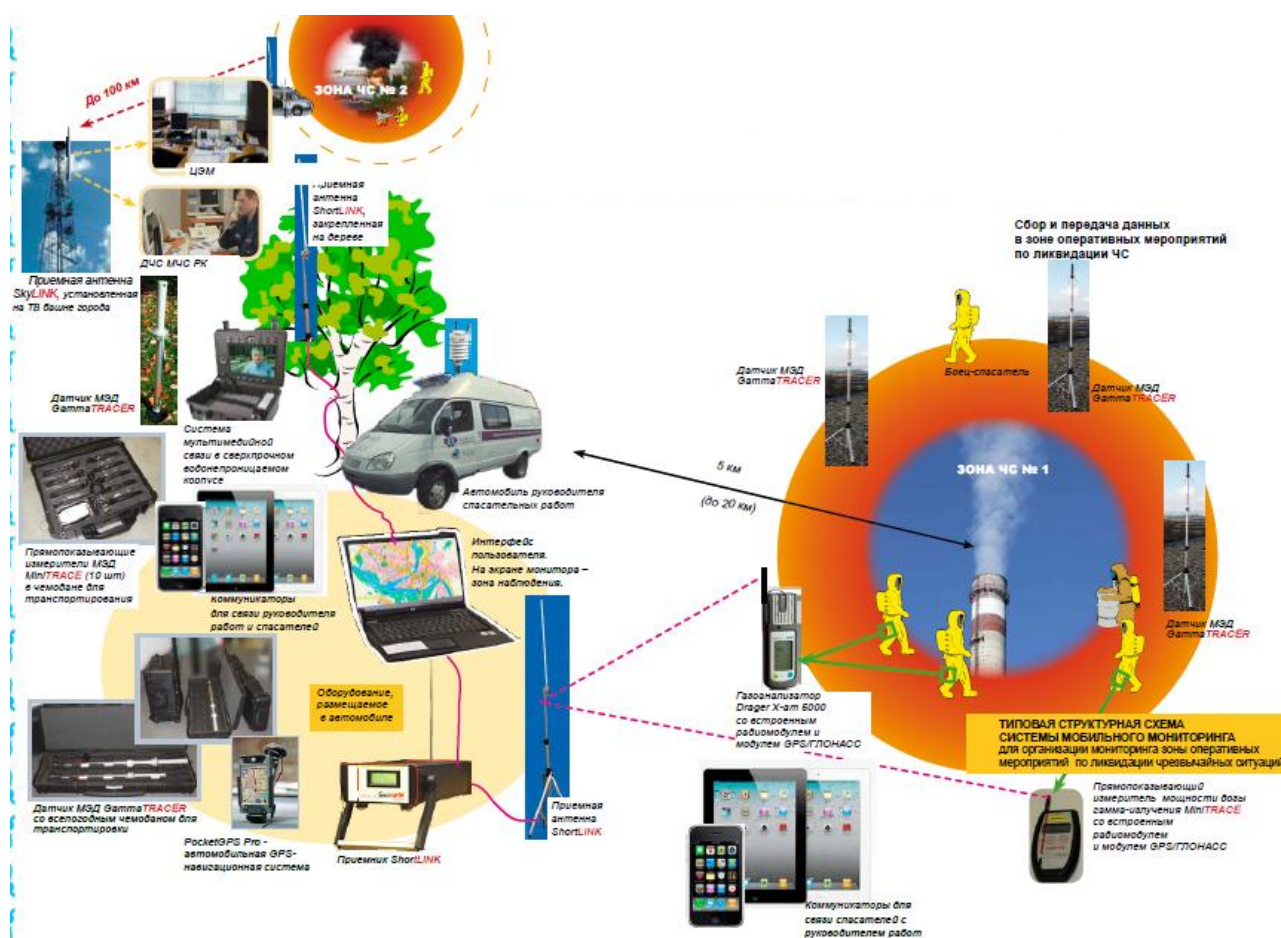 ЗОНА ЧС № 2
До 100 км
ЦЭМ
ДЧС МЧС РК
Приемная антенна
SkyLINK, установленная
на ТВ башне города
Приемная
антенна
ShortLINK,
закрепленная
на дереве
Датчик МЭД
GammaTRACER
Система
мультимедийной
связи в сверхпрочном
водонепроницаемом
корпусе
Автомобиль руководителя
спасательных работ
Прямопоказывающие
измерители МЭД
MiniTRACE (10 шт)
в чемодане для
транспортирования
Коммуникаторы
для связи руководителя
работ и спасателей
Интерфейс
пользователя.
На экране монитора –
зона наблюдения.
Оборудование,
размещаемое
в автомобиле
Датчик МЭД GammaTRACER
со всепогодным чемоданом для
транспортировки
PocketGPS Pro -
автомобильная GPS-
навигационная система
Приемник ShortLINK
Приемная
антенна
ShortLINK
5 км
(до 20 км)
Сбор и передача данных
в зоне оперативных мероприятий
по ликвидации ЧС
Боец-спасатель
Датчик МЭД
GammaTRACER
Датчик МЭД
GammaTRACER
ЗОНА ЧС № 1
Датчик МЭД
GammaTRACER
Газоанализатор
Drager X-am 5000
со встроенным
радиомодулем и
модулем GPS/ГЛОНАСС
ТИПОВАЯ СТРУКТУРНАЯ СХЕМА
СИСТЕМЫ МОБИЛЬНОГО МОНИТОРИНГА
для организации мониторинга зоны оперативных
мероприятий по ликвидации чрезвычайных ситуаций
Прямопоказывающий
измеритель мощности дозы
гамма-излучения MiniTRACE
со встроенным
радиомодулем
и модулем GPS/ГЛОНАСС
Коммуникаторы для
связи спасателей с
руководителем работ